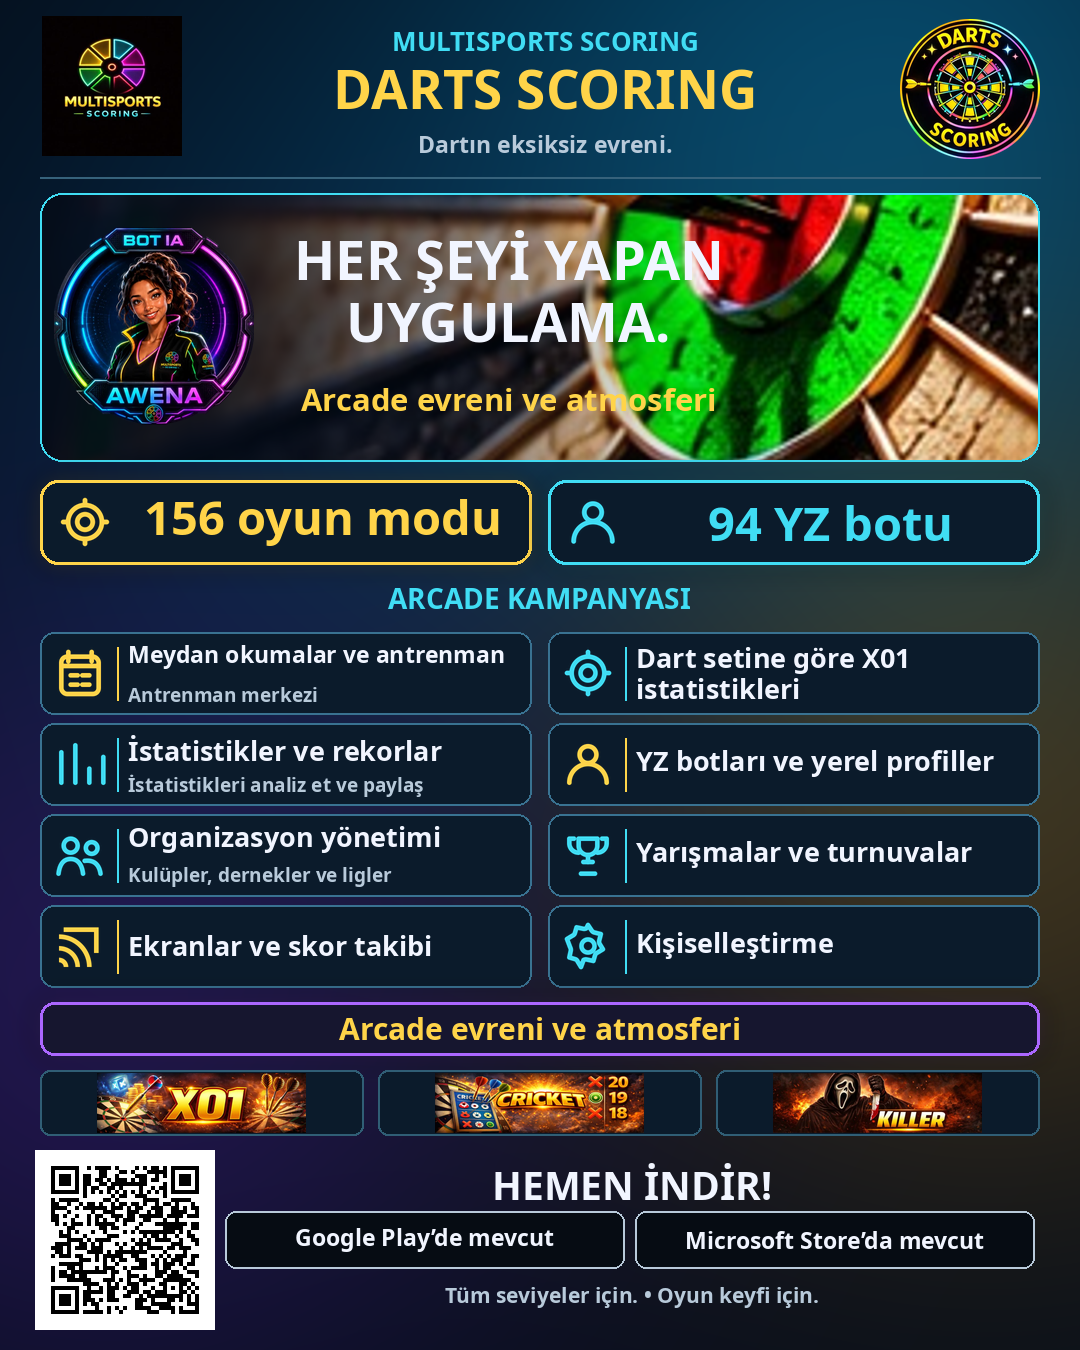 MULTISPORTS
SCORING
MULTISPORTS SCORING
DARTS SCORING
Dartın eksiksiz evreni.
DARTS
SCORING
BOT IA
AWENA
HER ŞEYİ YAPAN
UYGULAMA.
Arcade evreni ve atmosferi
156 oyun modu
94 YZ botu
ARCADE KAMPANYASI
Meydan okumalar ve antrenman
Antrenman merkezi
Dart setine göre X01
istatistikleri
İstatistikler ve rekorlar
İstatistikleri analiz et ve paylaş
YZ botları ve yerel profiller
Organizasyon yönetimi
Kulüpler, dernekler ve ligler
Yarışmalar ve turnuvalar
Ekranlar ve skor takibi
Kişiselleştirme
Arcade evreni ve atmosferi
X01
CRICKET
CRICKET
20
19
18
KILLER
HEMEN İNDİR!
Google Play’de mevcut
Microsoft Store’da mevcut
Tüm seviyeler için. • Oyun keyfi için.